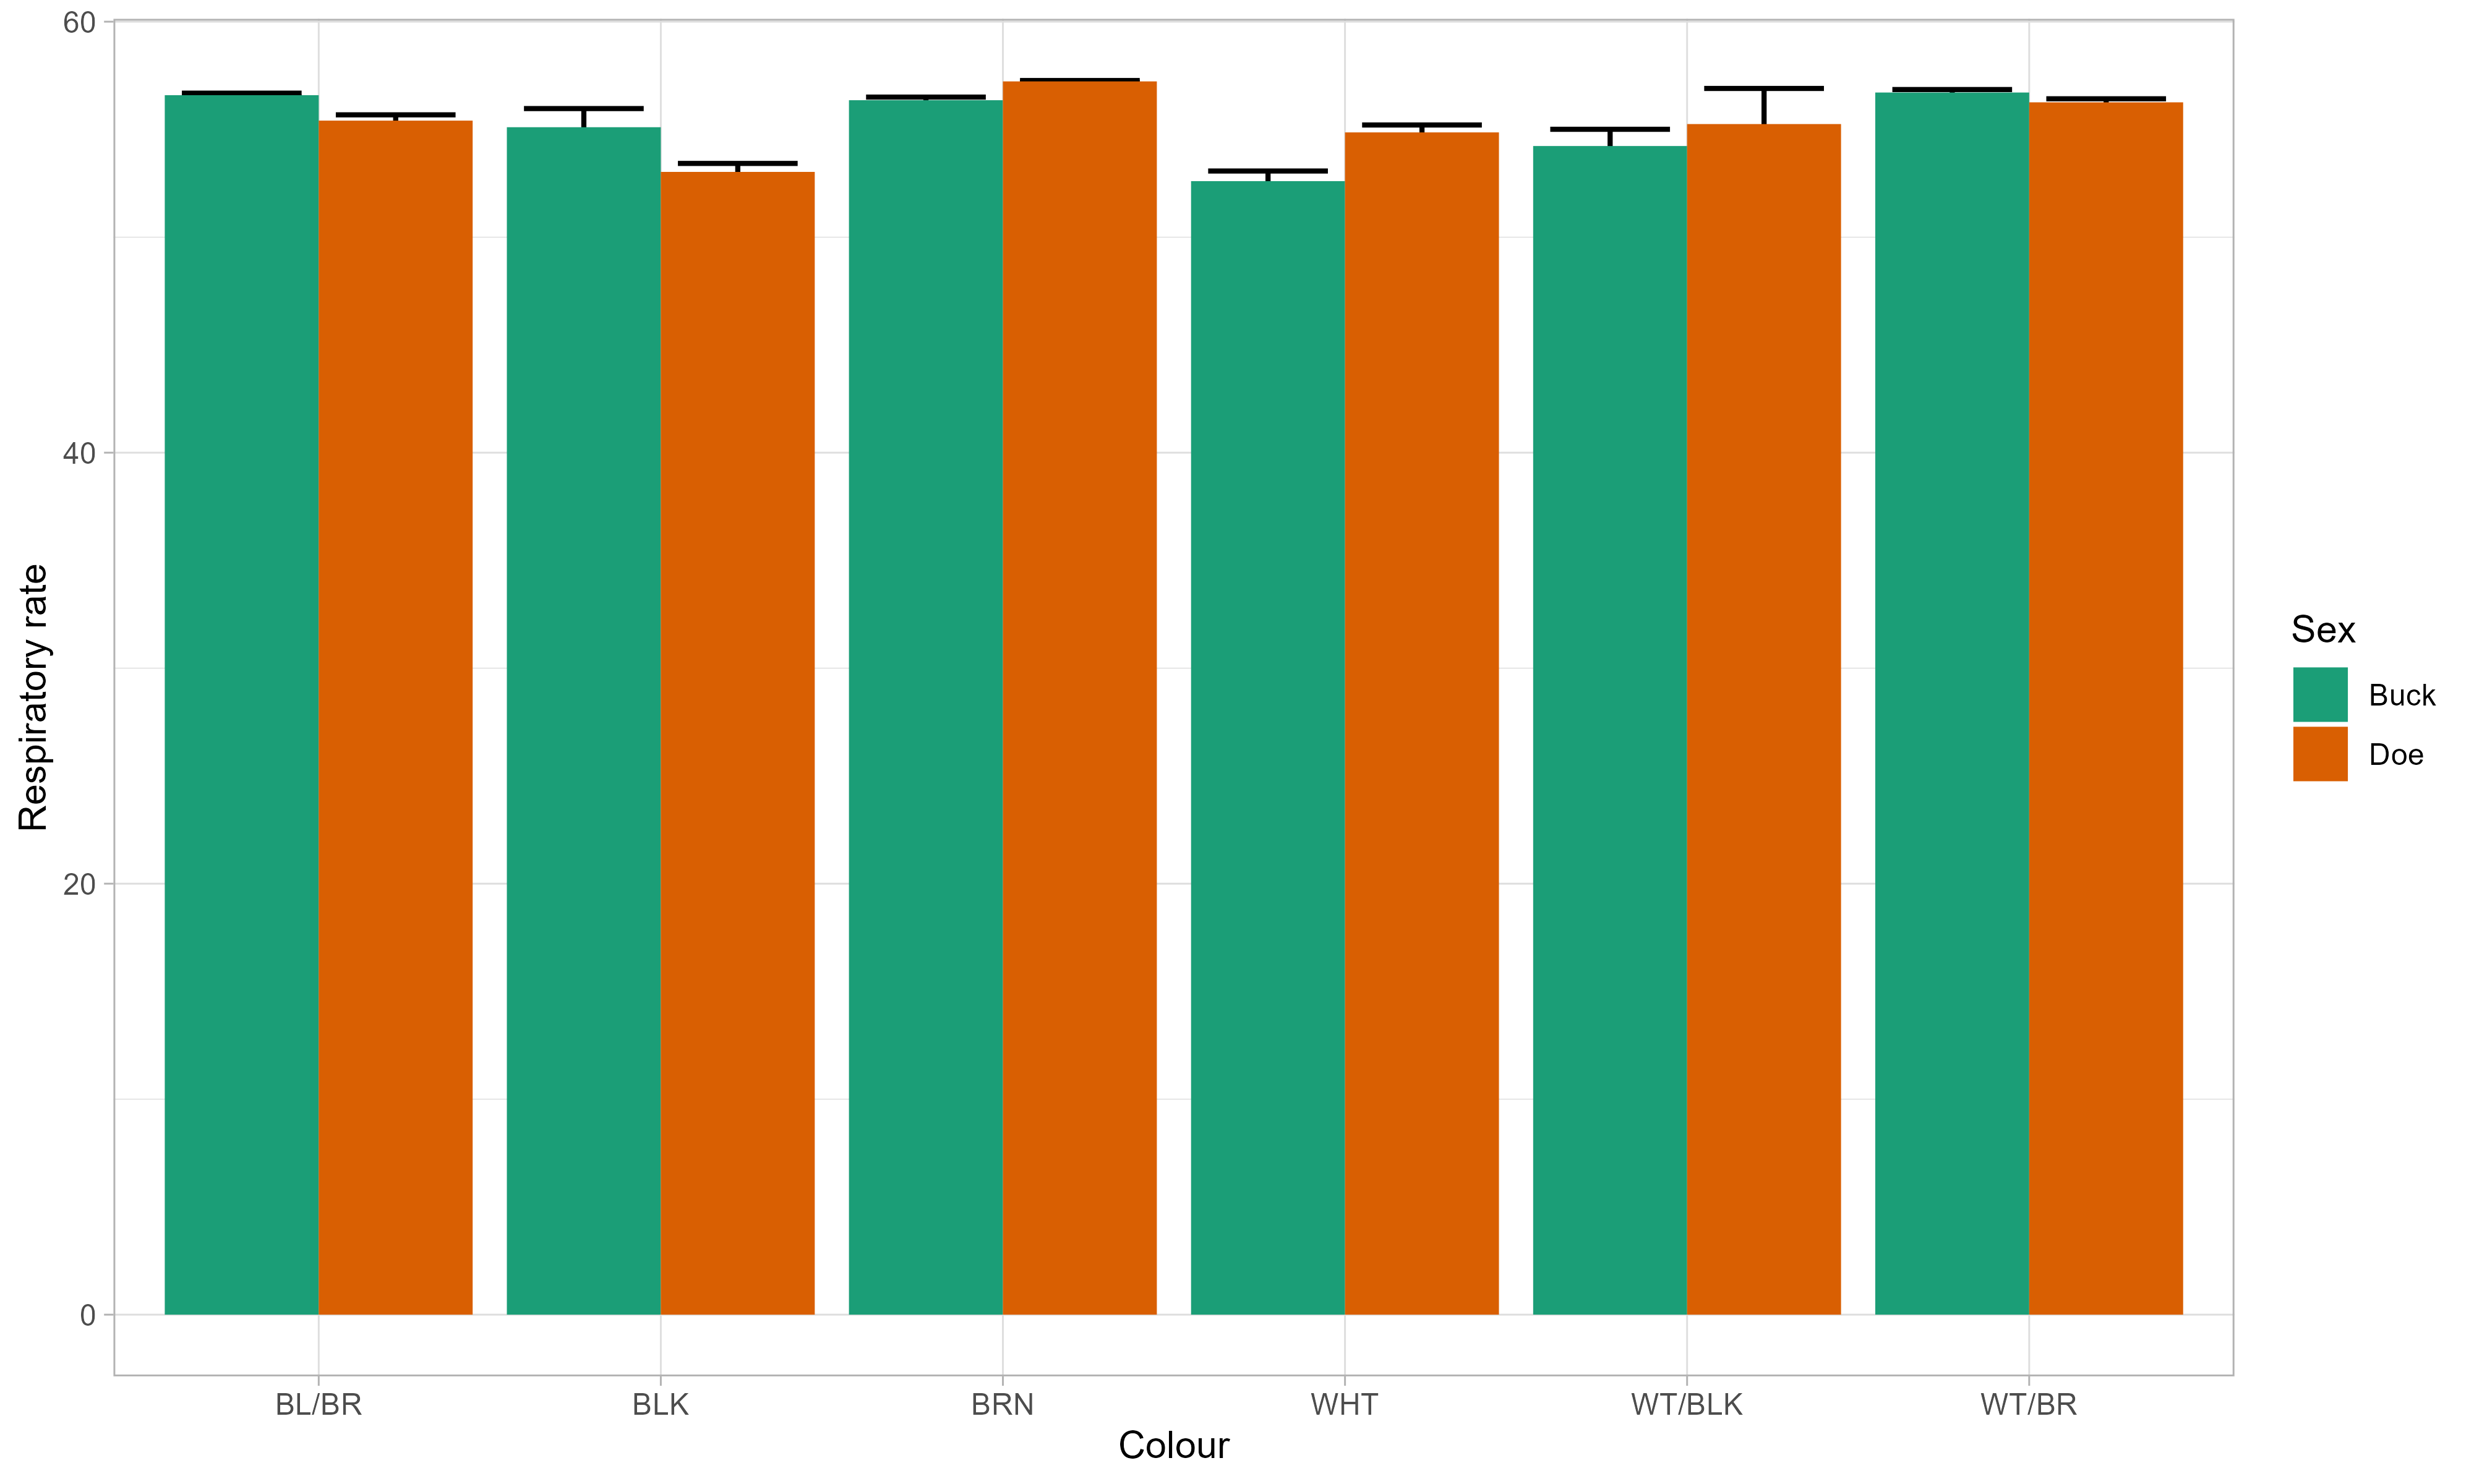 60
40
20
0
Respiratory rate
BL/BR
BLK
BRN
WHT
WT/BLK
WT/BR
Colour
Sex
Buck
Doe